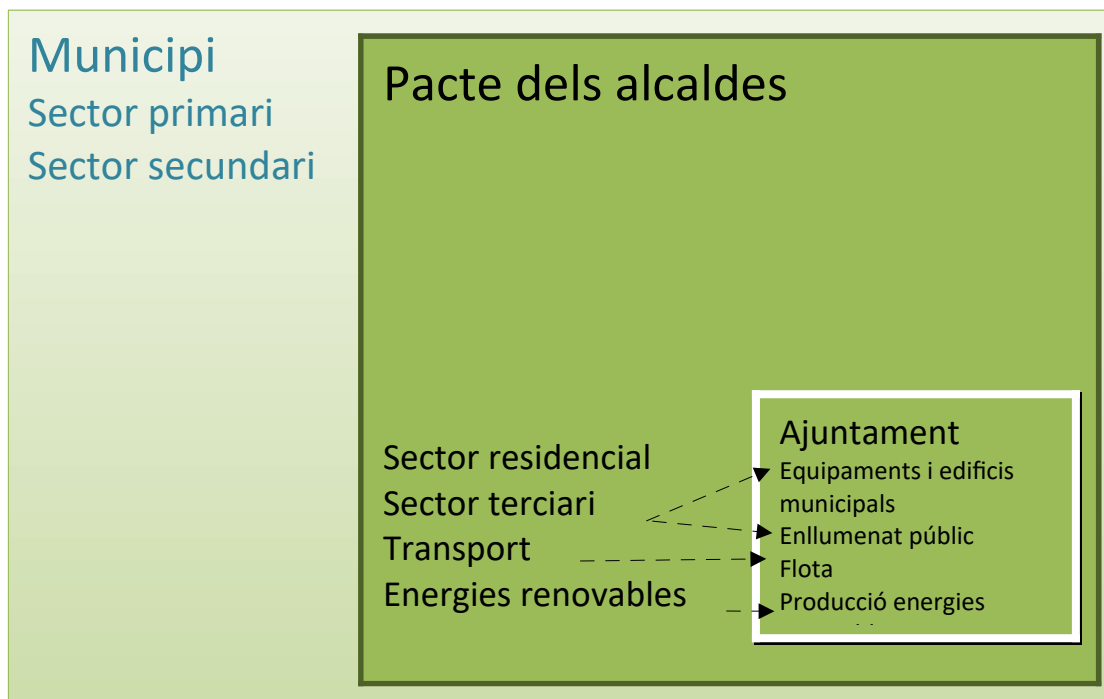 Municipi
Sector primari
Sector secundari
Pacte dels alcaldes
Sector residencial
Sector terciari
Transport
Energies renovables
Ajuntament
Equipaments i edificis
municipals
Enllumenat públic
Flota
Producció energies